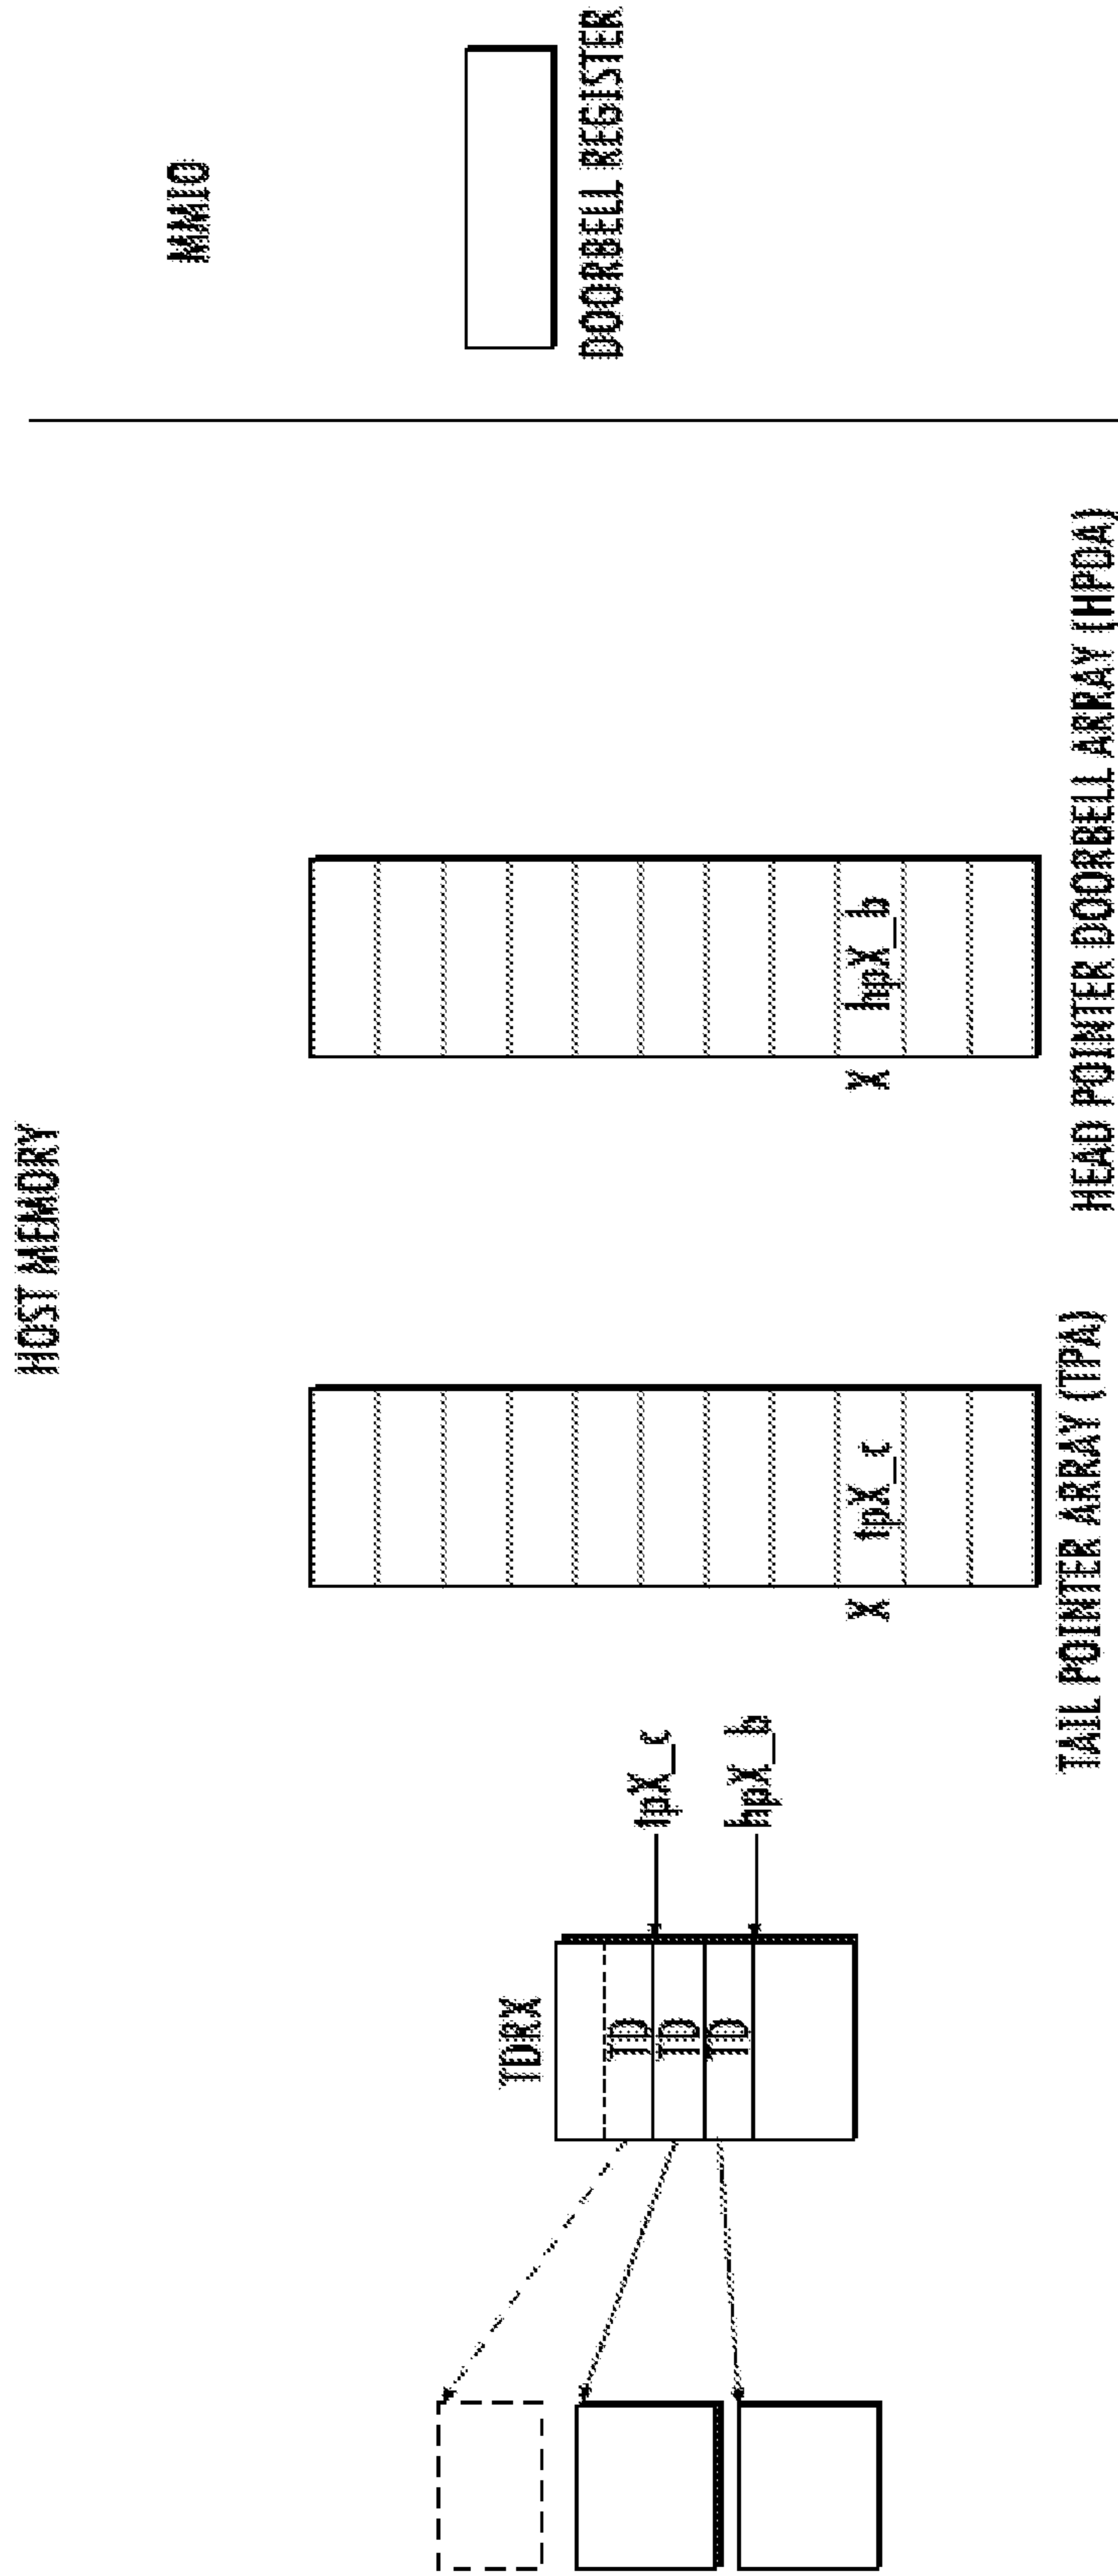 HOST MEMORY
MMIO
TDRX
DOORBELL REGISTER
TD
tpX_c
TD
TD
hpX_b
X
tpX_c
X
hpX_b
TAIL POINTER ARRAY (TPA)
HEAD POINTER DOORBELL ARRAY (HPDA)